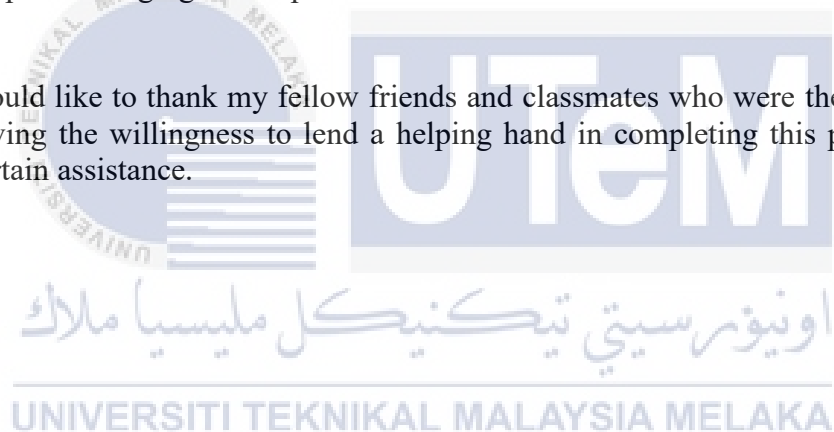 ould like to thank my fellow friends and classmates who were the
ving the willingness to lend a helping hand in completing this p
rtain assistance.
UTeM
اونيۏرسيتي تيكنيكل مليسيا ملاك
UNIVERSITI TEKNIKAL MALAYSIA MELAKA